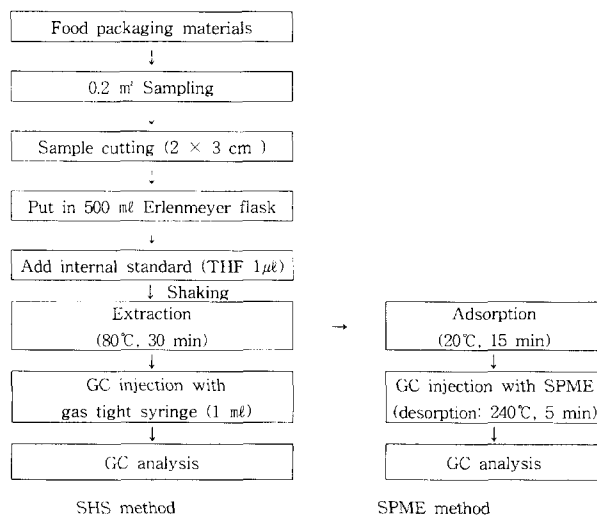 Food packaging materials
↓
0.2 ㎡ Sampling
↓
Sample cutting (2 × 3 cm )
↓
Put in 500 ㎖ Erlenmeyer flask
↓
Add internal standard (THF 1㎕)
↓ Shaking
Extraction
(80℃, 30 min)
↓
GC injection with
gas tight syringe (1 ㎖)
↓
GC analysis
SHS method
→
Adsorption
(20℃, 15 min)
↓
GC injection with SPME
(desorption: 240℃, 5 min)
↓
GC analysis
SPME method